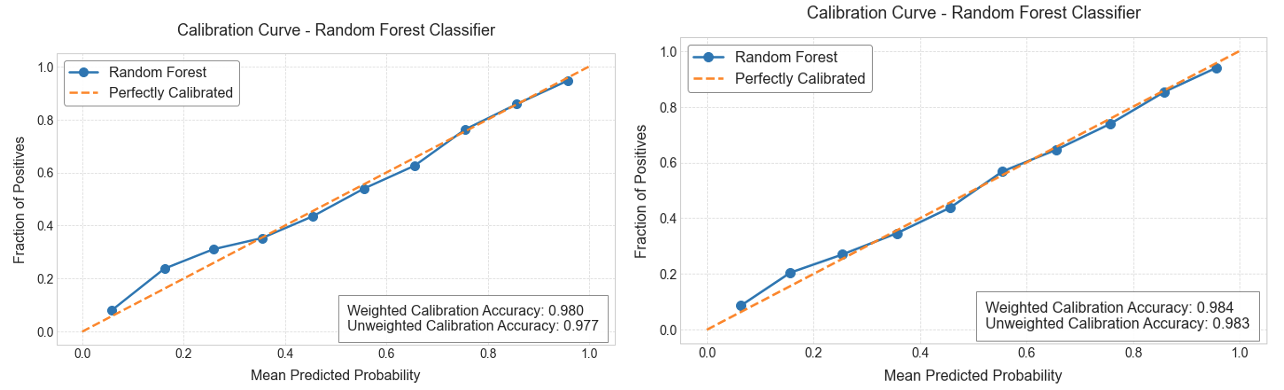 Calibration Curve - Random Forest Classifier
Random Forest
Perfectly Calibrated
1.0
0.8
0.6
0.4
0.2
0.0
Fraction of Positives
Weighted Calibration Accuracy: 0.980
Unweighted Calibration Accuracy: 0.977
0.0 0.2 0.4 0.6 0.8 1.0
Mean Predicted Probability
Calibration Curve - Random Forest Classifier
Random Forest
Perfectly Calibrated
1.0
0.8
0.6
0.4
0.2
0.0
Fraction of Positives
Weighted Calibration Accuracy: 0.984
Unweighted Calibration Accuracy: 0.983
0.0 0.2 0.4 0.6 0.8 1.0
Mean Predicted Probability